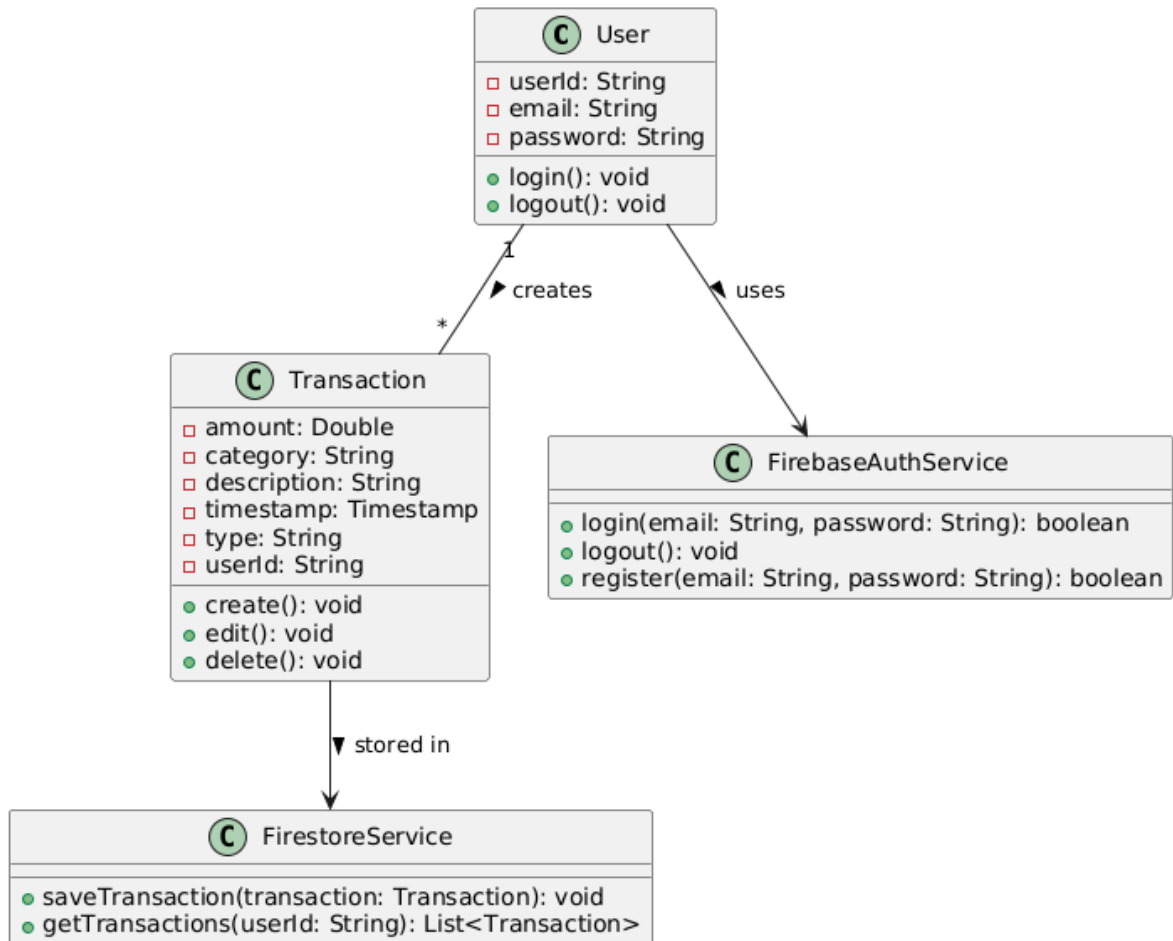 C User
userId: String
email: String
password: String
login(): void
logout(): void
1
creates
uses
*
C Transaction
amount: Double
category: String
description: String
timestamp: Timestamp
type: String
userId: String
create(): void
edit(): void
delete(): void
C FirebaseAuthService
login(email: String, password: String): boolean
logout(): void
register(email: String, password: String): boolean
stored in
C FirestoreService
saveTransaction(transaction: Transaction): void
getTransactions(userId: String): List<Transaction>